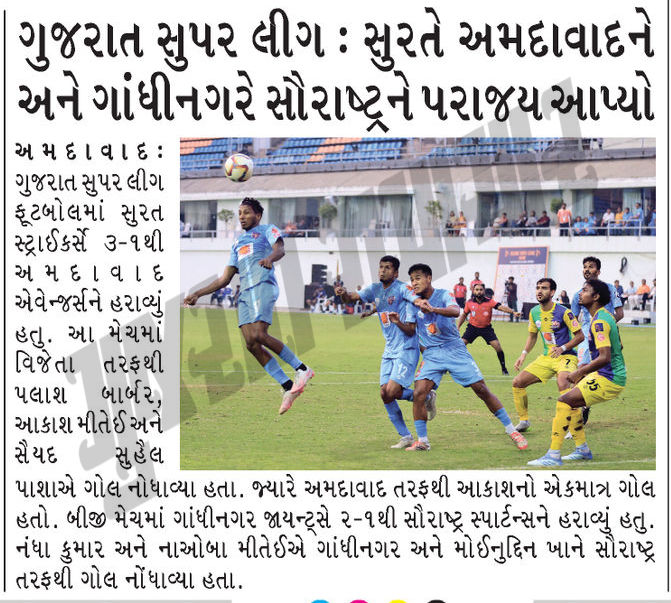 ગુજરાત સુપર લીગ : સુરતે અમદાવાદને
અને ગાંધીનગરે સૌરાષ્ટ્રને પરાજય આપ્યો
અમદાવાદ:
ગુજરાત સુપર લીગ
ફૂટબોલમાં સુરત
સ્ટ્રાઈકર્સે ૩-૧થી
અમદાવાદ
એવેન્જર્સને હરાવ્યું
હતુ. આ મેચમાં
વિજેતા તરફથી
પલાશ બાર્બર,
આકાશ મીતેઈ અને
સૈયદ સુહૈલ
પાશાએ ગોલ નોધાવ્યા હતા. જ્યારે અમદાવાદ તરફથી આકાશનો એકમાત્ર ગોલ
હતો. બીજી મેચમાં ગાંધીનગર જાયન્ટ્સે ૨-૧થી સૌરાષ્ટ્ર સ્પાર્ટન્સને હરાવ્યું હતુ.
નંધા કુમાર અને નાઓબા મીતેઈએ ગાંધીનગર અને મોઈનુદ્દિન ખાને સૌરાષ્ટ્ર
તરફથી ગોલ નોંધાવ્યા હતા.